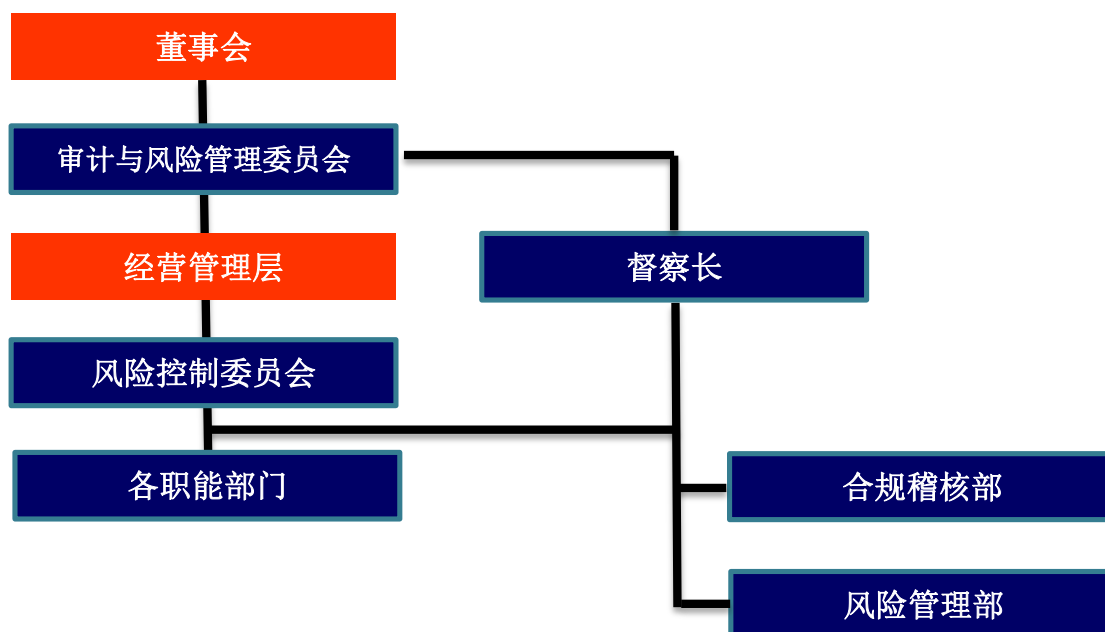 董事会
审计与风险管理委员会
经营管理层
督察长
风险控制委员会
各职能部门
合规稽核部
风险管理部